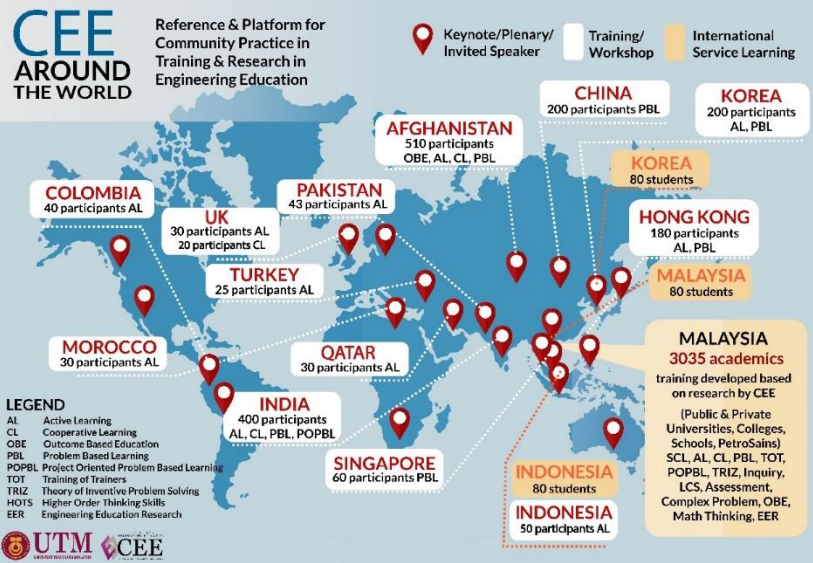 CEE
AROUND
THE WORLD
Reference & Platform for
Community Practice in
Training & Research in
Engineering Education
Keynote/Plenary/
Invited Speaker
Training/
Workshop
International
Service Learning
CHINA
200 participants PBL
KOREA
200 participants
AL, PBL
AFGHANISTAN
510 participants
OBE, AL, CL, PBL
KOREA
80 students
COLOMBIA
40 participants AL
PAKISTAN
43 participants AL
UK
30 participants AL
20 participants CL
HONG KONG
180 participants
AL, PBL
TURKEY
25 participants AL
MALAYSIA
80 students
MOROCCO
30 participants AL
QATAR
30 participants AL
MALAYSIA
3035 academics
training developed based
on research by CEE
(Public & Private
Universities, Colleges,
Schools, PetroSains)
SCL, AL, CL, PBL, TOT,
POPBL, TRIZ, Inquiry,
LCS, Assessment,
Complex Problem, OBE,
Math Thinking, EER
INDIA
400 participants
AL, CL, PBL, POPBL
SINGAPORE
60 participants PBL
INDONESIA
80 students
INDONESIA
50 participants AL
LEGEND
AL Active Learning
CL Cooperative Learning
OBE Outcome Based Education
PBL Problem Based Learning
POPBL Project Oriented Problem Based Learning
TOT Training of Trainers
TRIZ Theory of Inventive Problem Solving
HOTS Higher Order Thinking Skills
EER Engineering Education Research
UTM
UNIVERSITI TEKNOLOGI MALAYSIA
CEE